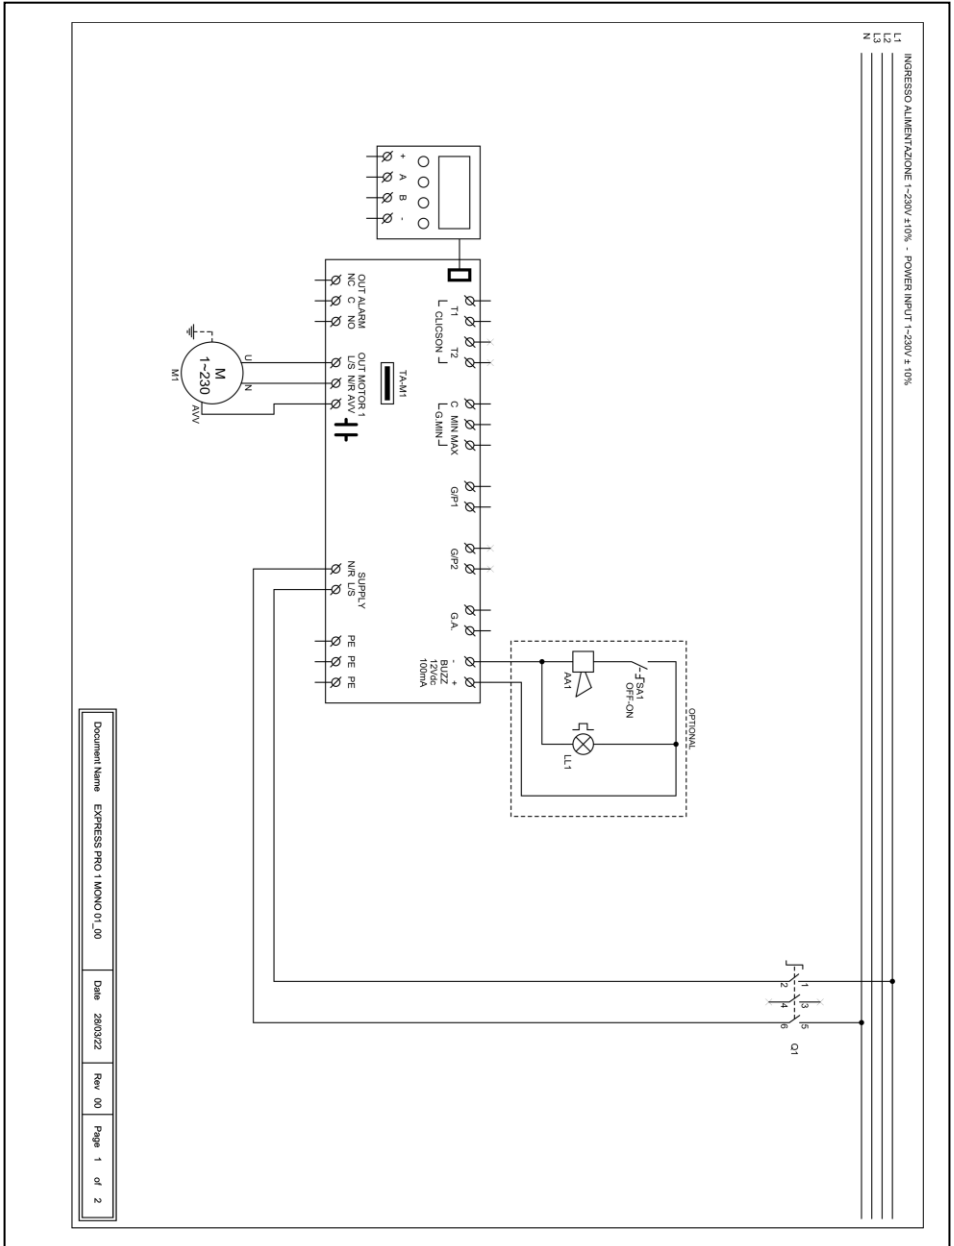 L1
L2
L3
N
INGRESSO ALIMENTAZIONE 1~230V ±10% - POWER INPUT 1~230V ± 10%
+ A B -
T1 T2
CLICSON
C MIN MAX
G.MIN
G/P1
G/P2
G.A.
- +
BUZZ
12Vdc
100mA
TA-M1
OUT ALARM
NC C NO
OUT MOTOR 1
L/S N/R AVV
SUPPLY
N/R L/S
PE PE PE
U N
M
1~230
M1
AVV
OPTIONAL
SA1
OFF-ON
AA1
LL1
1 3 5
2 4 6
Q1
Document Name EXPRESS PRO 1 MONO 01_00 Date 28/03/22 Rev 00 Page 1 of 2